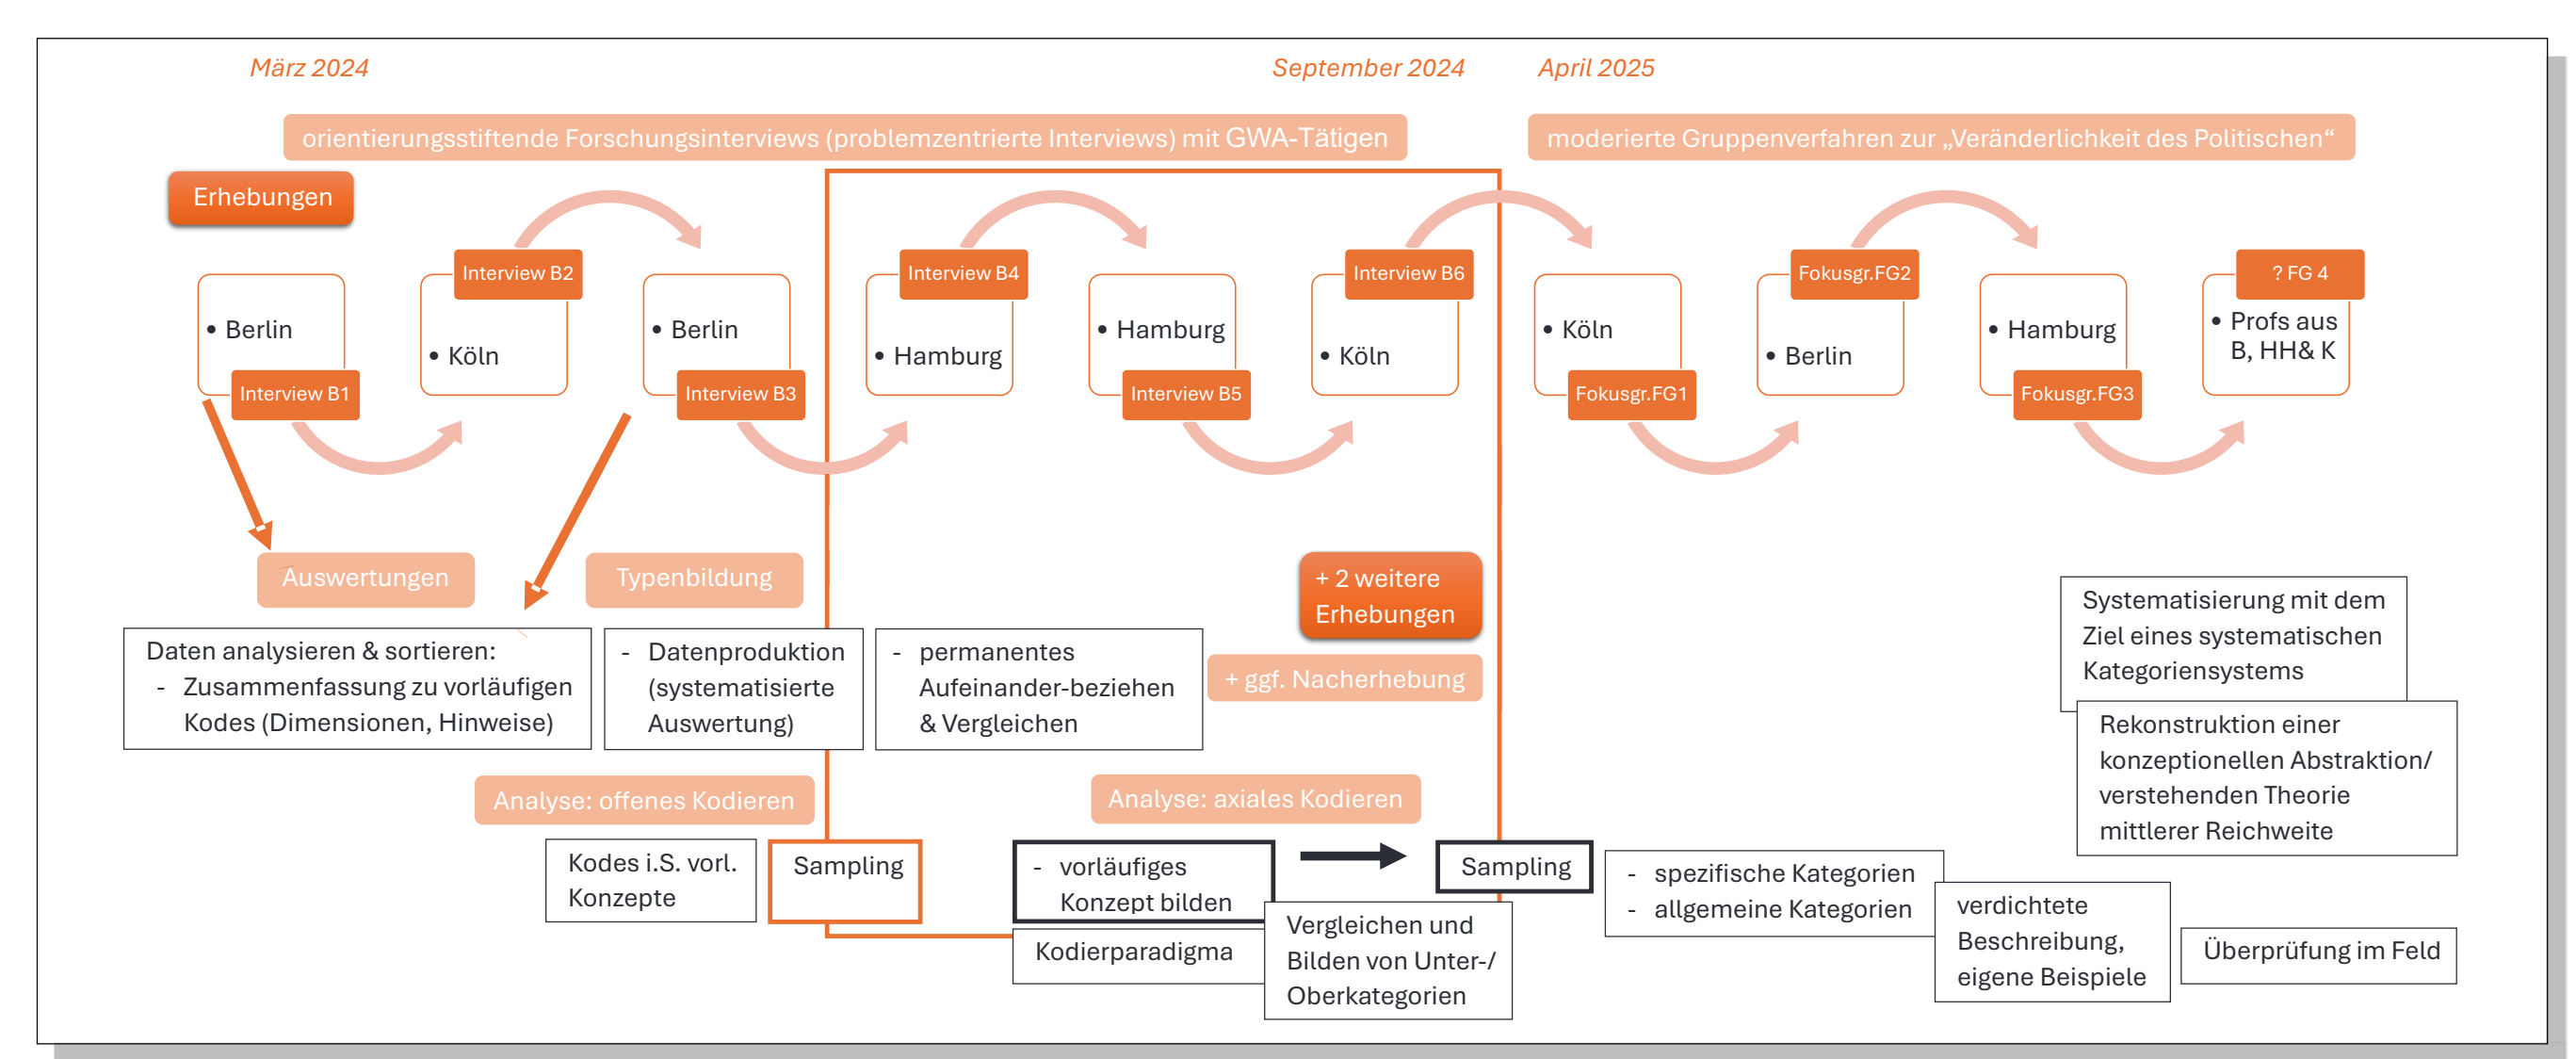 März 2024
September 2024
April 2025
orientierungsstiftende Forschungsinterviews (problemzentrierte Interviews) mit GWA-Tätigen
moderierte Gruppenverfahren zur „Veränderlichkeit des Politischen“
Erhebungen
• Berlin
Interview B1
Interview B2
• Köln
• Berlin
Interview B3
Interview B4
• Hamburg
• Hamburg
Interview B5
Interview B6
• Köln
• Köln
Fokusgr.FG1
Fokusgr.FG2
• Berlin
• Hamburg
Fokusgr.FG3
? FG 4
• Profs aus
B, HH& K
Auswertungen
Typenbildung
+ 2 weitere
Erhebungen
+ ggf. Nacherhebung
Daten analysieren & sortieren:
- Zusammenfassung zu vorläufigen
Kodes (Dimensionen, Hinweise)
- Datenproduktion
(systematisierte
Auswertung)
- permanentes
Aufeinander-beziehen
& Vergleichen
Systematisierung mit dem
Ziel eines systematischen
Kategoriensystems
Rekonstruktion einer
konzeptionellen Abstraktion/
verstehenden Theorie
mittlerer Reichweite
Analyse: offenes Kodieren
Analyse: axiales Kodieren
Kodes i.S. vorl.
Konzepte
Sampling
- vorläufiges
Konzept bilden
Kodierparadigma
Sampling
Vergleichen und
Bilden von Unter-/
Oberkategorien
- spezifische Kategorien
- allgemeine Kategorien
verdichtete
Beschreibung,
eigene Beispiele
Überprüfung im Feld